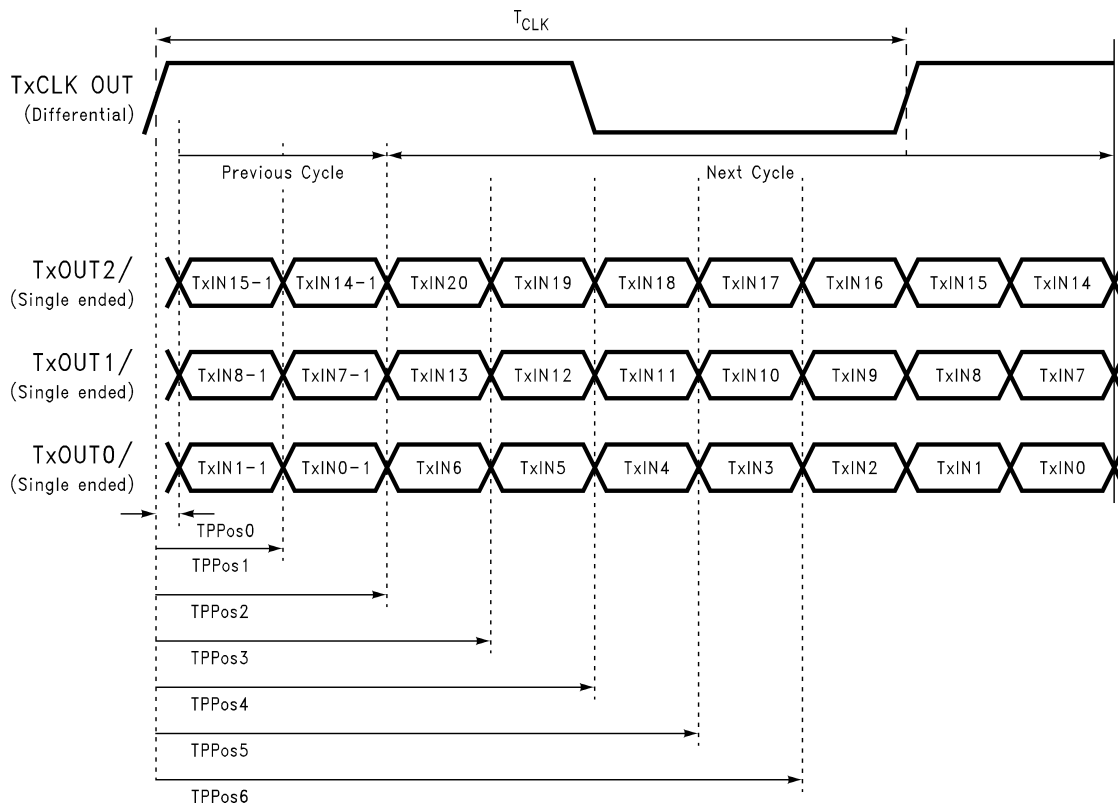 TCLK
TxCLK OUT
(Differential)
Previous Cycle
Next Cycle
TxOUT2/
(Single ended)
TxIN15-1 TxIN14-1 TxIN20 TxIN19 TxIN18 TxIN17 TxIN16 TxIN15 TxIN14
TxOUT1/
(Single ended)
TxIN8-1 TxIN7-1 TxIN13 TxIN12 TxIN11 TxIN10 TxIN9 TxIN8 TxIN7
TxOUT0/
(Single ended)
TxIN1-1 TxIN0-1 TxIN6 TxIN5 TxIN4 TxIN3 TxIN2 TxIN1 TxIN0
TPPos0
TPPos1
TPPos2
TPPos3
TPPos4
TPPos5
TPPos6